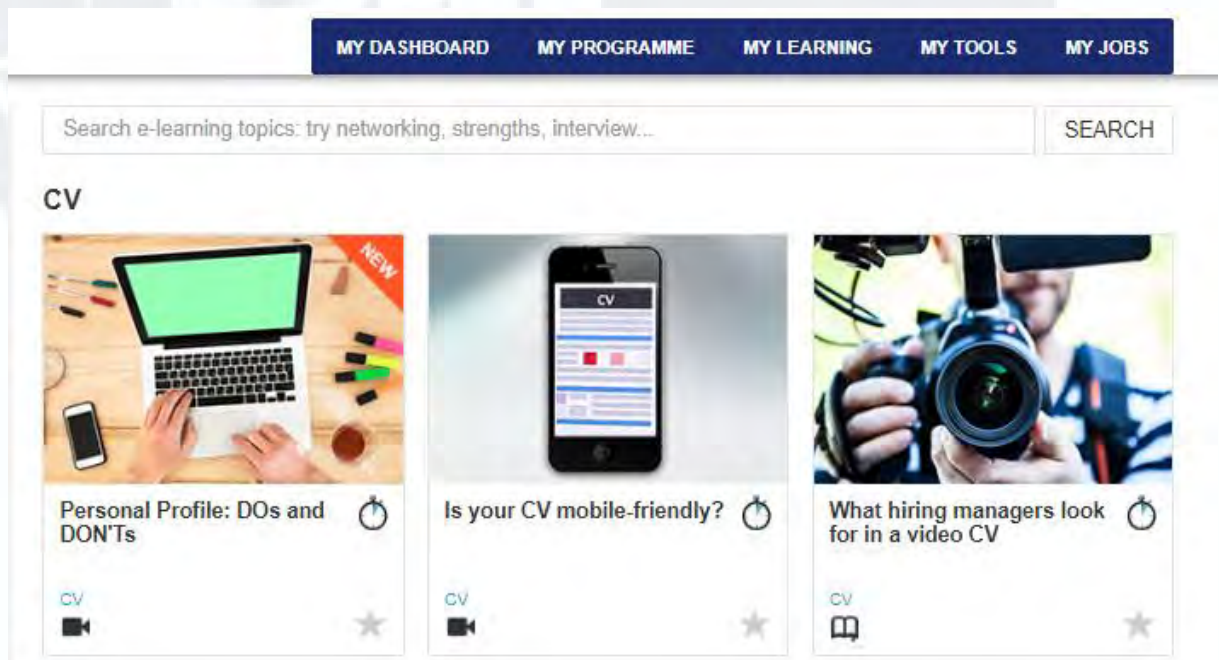 MY DASHBOARD MY PROGRAMME MY LEARNING MY TOOLS MY JOBS
Search e-learning topics: try networking, strengths, interview...
SEARCH
CV
NEW
CV
Personal Profile: DOs and
DON'Ts
CV
Is your CV mobile-friendly?
CV
What hiring managers look
for in a video CV
CV